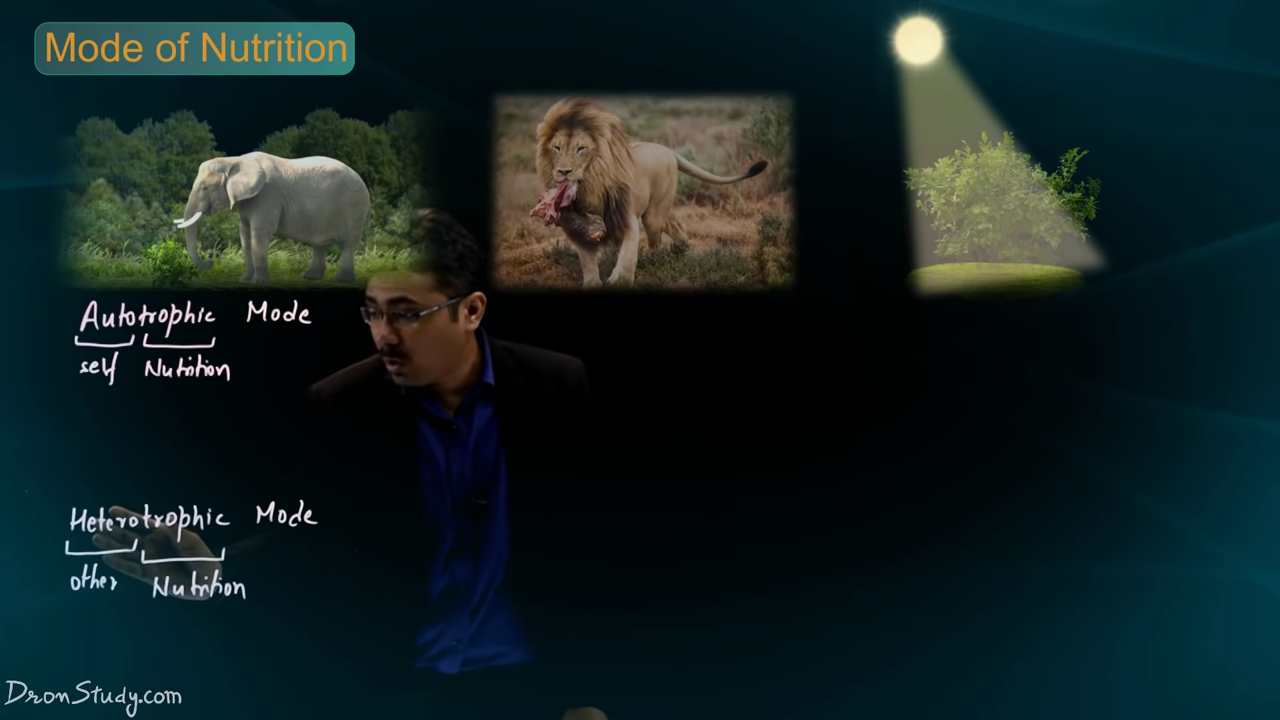 Mode of Nutrition
Autotrophic Mode
self Nutrition
Heterotrophic Mode
other Nutrition
DronStudy.com